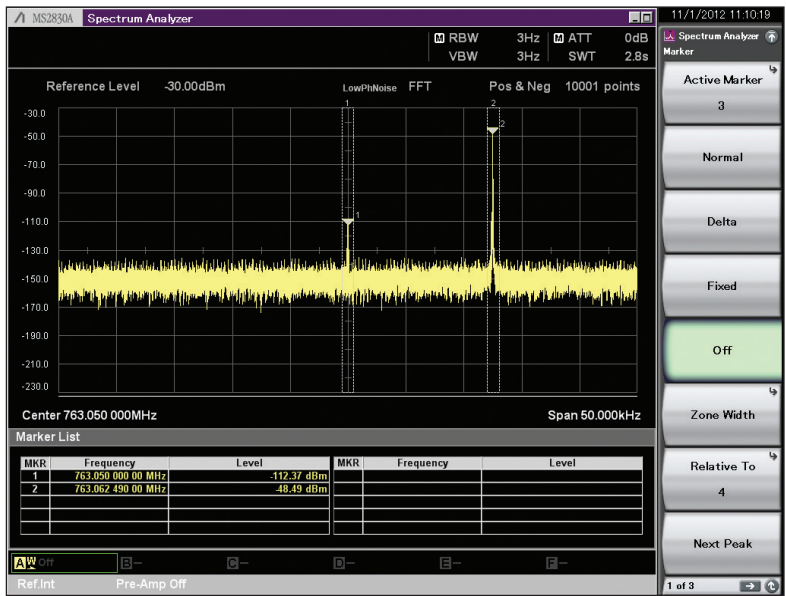 MS2830A Spectrum Analyzer
11/1/2012 11:10:19
M RBW 3Hz M ATT 0dB
VBW 3Hz SWT 2.8s
Reference Level -30.00dBm LowPhNoise FFT Pos & Neg 10001 points
1 2
-30.0
2
-50.0
-70.0
-90.0
1
-110.0
-130.0
-150.0
-170.0
-190.0
-210.0
-230.0
Center 763.050 000MHz Span 50.000kHz
Marker List
MKR Frequency Level MKR Frequency Level
1 763.050 000 00 MHz -112.37 dBm
2 763.062 490 00 MHz -48.49 dBm
A W Off B- C- D- E- F-
Ref.Int Pre-Amp Off
Spectrum Analyzer
Marker
Active Marker
3
Normal
Delta
Fixed
Off
Zone Width
Relative To
4
Next Peak
1 of 3